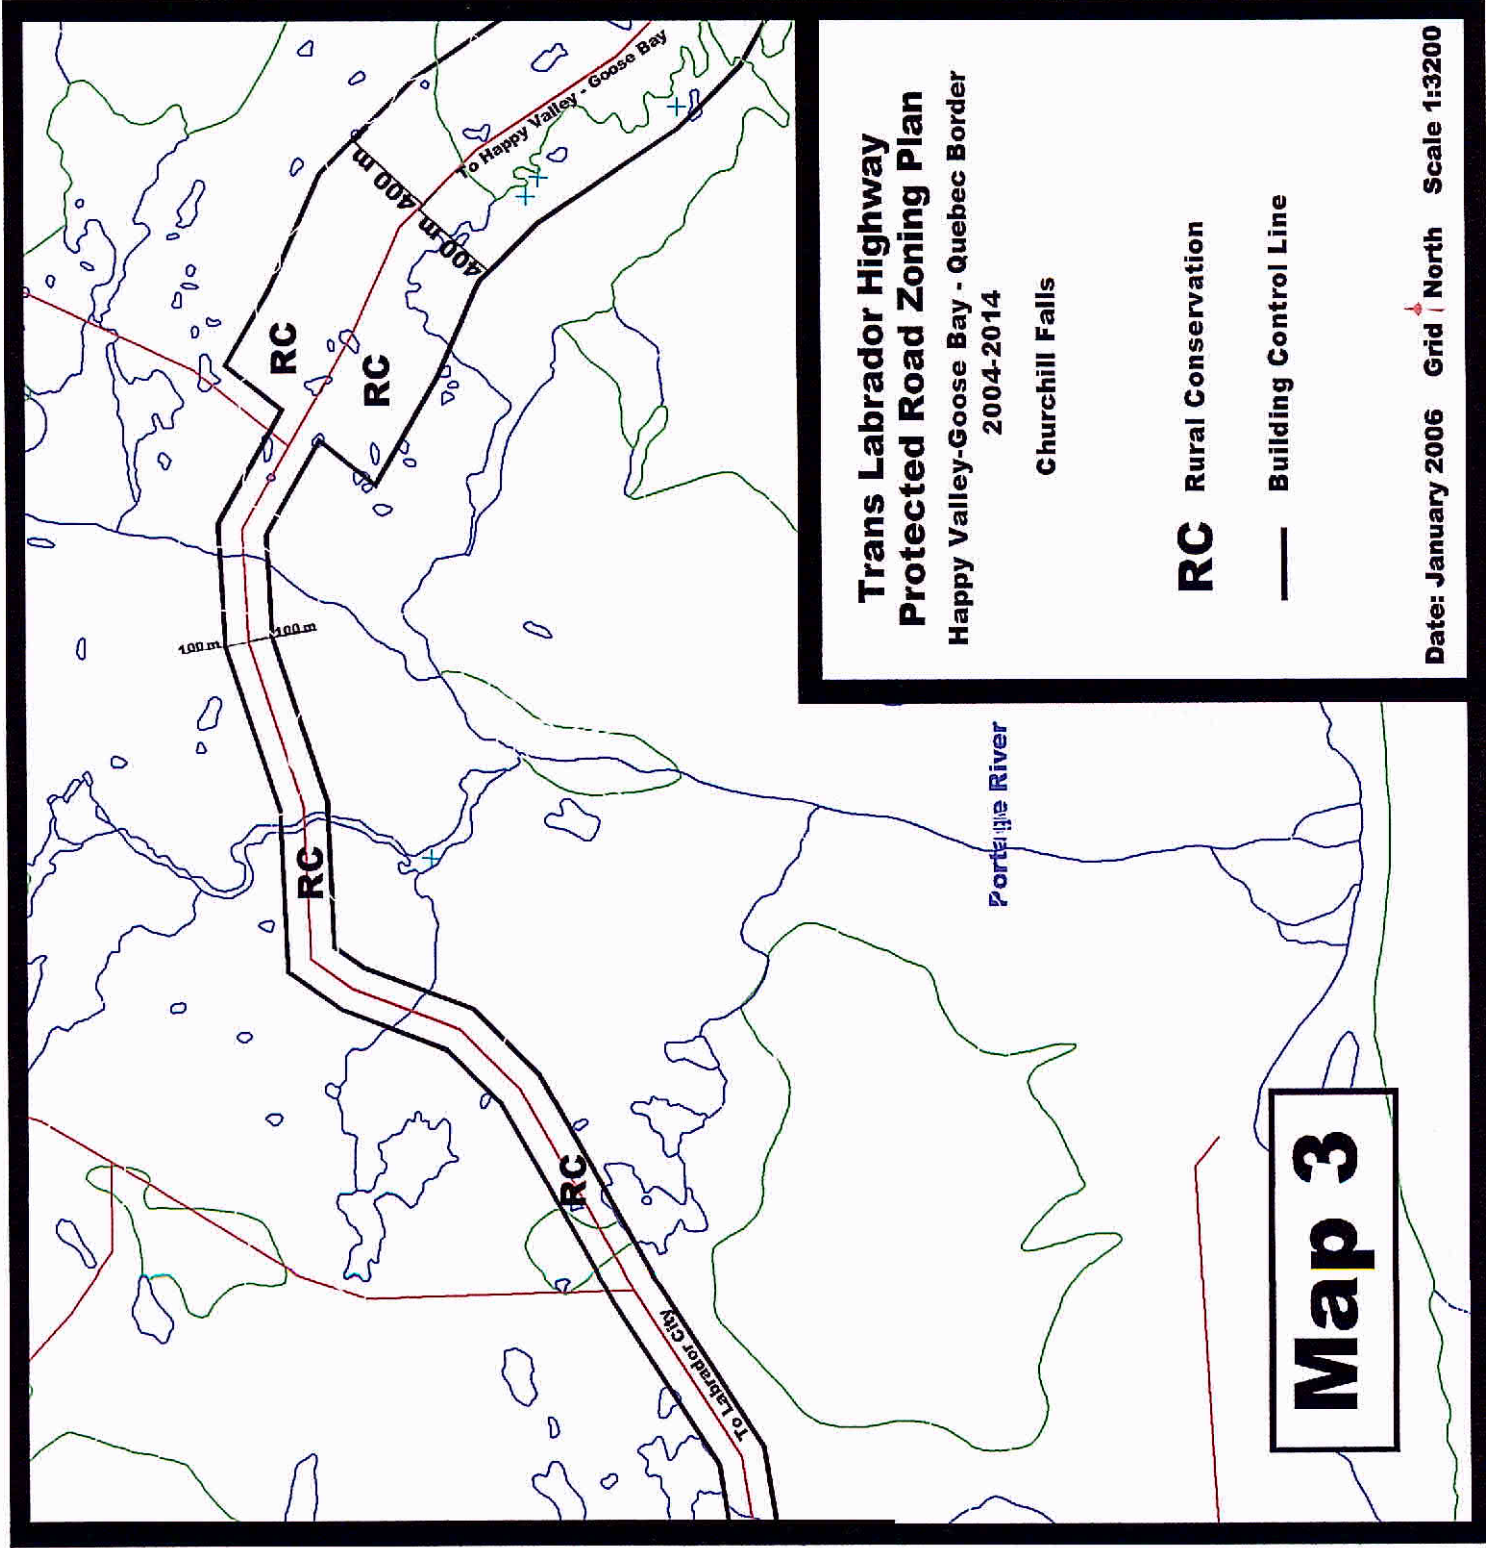 Trans Labrador Highway
Protected Road Zoning Plan
Happy Valley-Goose Bay - Quebec Border
2004-2014
Churchill Falls
RC Rural Conservation
Building Control Line
Date: January 2006 Grid North Scale 1:3200
To Happy Valley - Goose Bay
400 m
400 m
RC
RC
100 m
100 m
RC
Portage River
RC
To Labrador City
Map 3